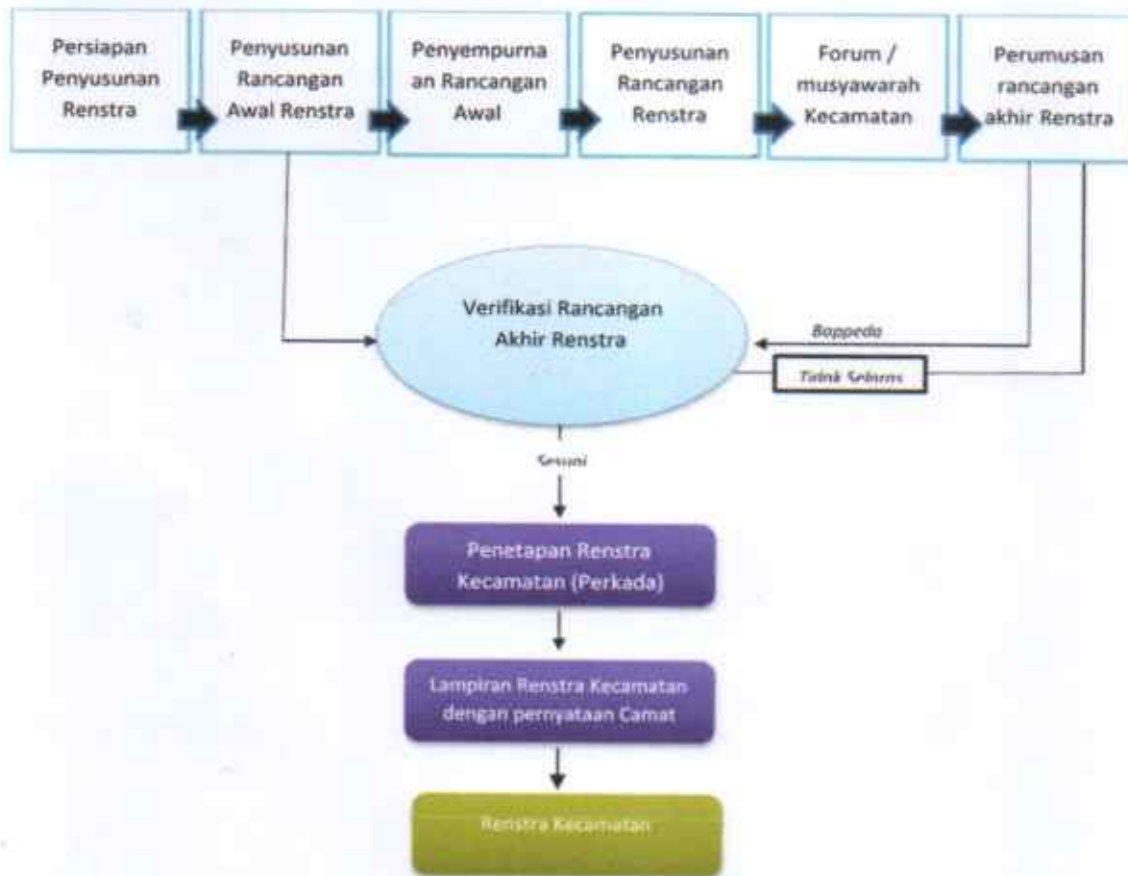 Persiapan
Penyusunan
Renstra
Penyusunan
Rancangan
Awal Renstra
Penyempurna
an Rancangan
Awal
Penyusunan
Rancangan
Renstra
Forum /
musyawarah
Kecamatan
Perumusan
rancangan
akhir Renstra
Verifikasi Rancangan
Akhir Renstra
Bappeda
Sesuai
Penetapan Renstra
Kecamatan (Perkada)
Lampiran Renstra Kecamatan
dengan pernyataan Camat
Renstra Kecamatan